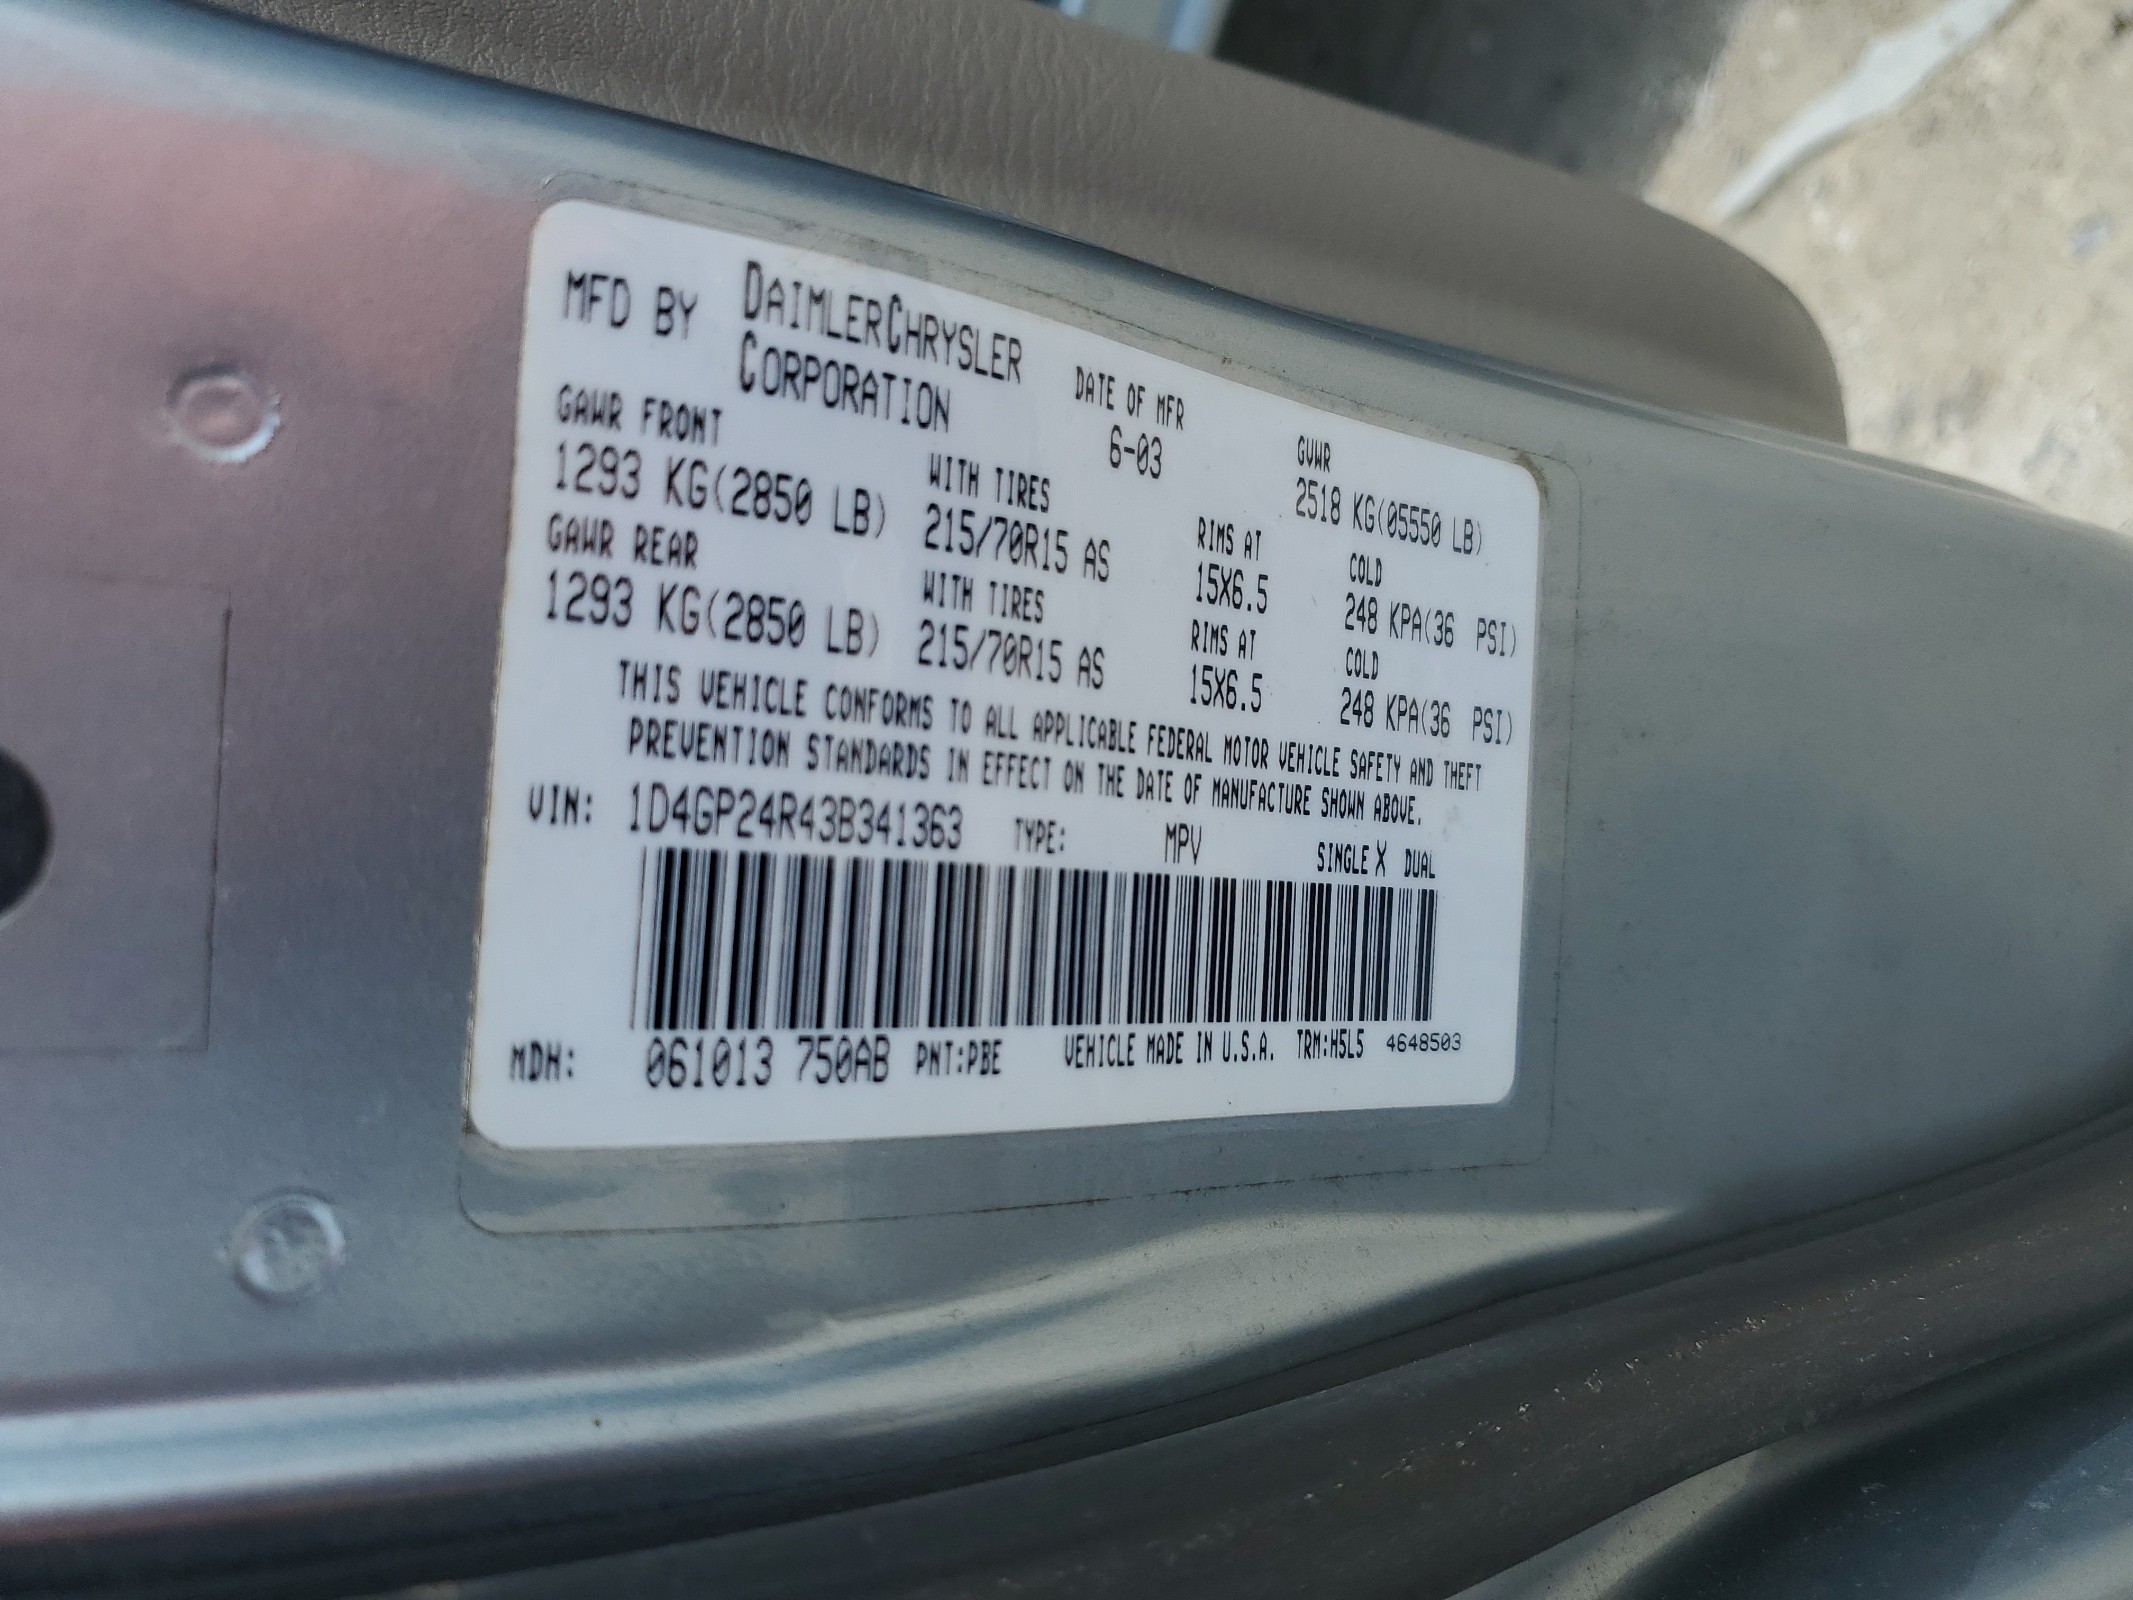 MFD BY DAIMLERCHRYSLER CORPORATION
DATE OF MFR 6-03
GVWR 2518 KG(05550 LB)
GAWR FRONT WITH TIRES RIMS AT COLD
1293 KG(2850 LB) 215/70R15 AS 15X6.5 248 KPA(36 PSI)
GAWR REAR WITH TIRES RIMS AT COLD
1293 KG(2850 LB) 215/70R15 AS 15X6.5 248 KPA(36 PSI)
THIS VEHICLE CONFORMS TO ALL APPLICABLE FEDERAL MOTOR VEHICLE SAFETY AND THEFT
PREVENTION STANDARDS IN EFFECT ON THE DATE OF MANUFACTURE SHOWN ABOVE.
VIN: 1D4GP24R43B341363 TYPE: MPV SINGLE X DUAL
MDH: 061013 750AB PNT:PBE VEHICLE MADE IN U.S.A. TRM:H5L5 4648503